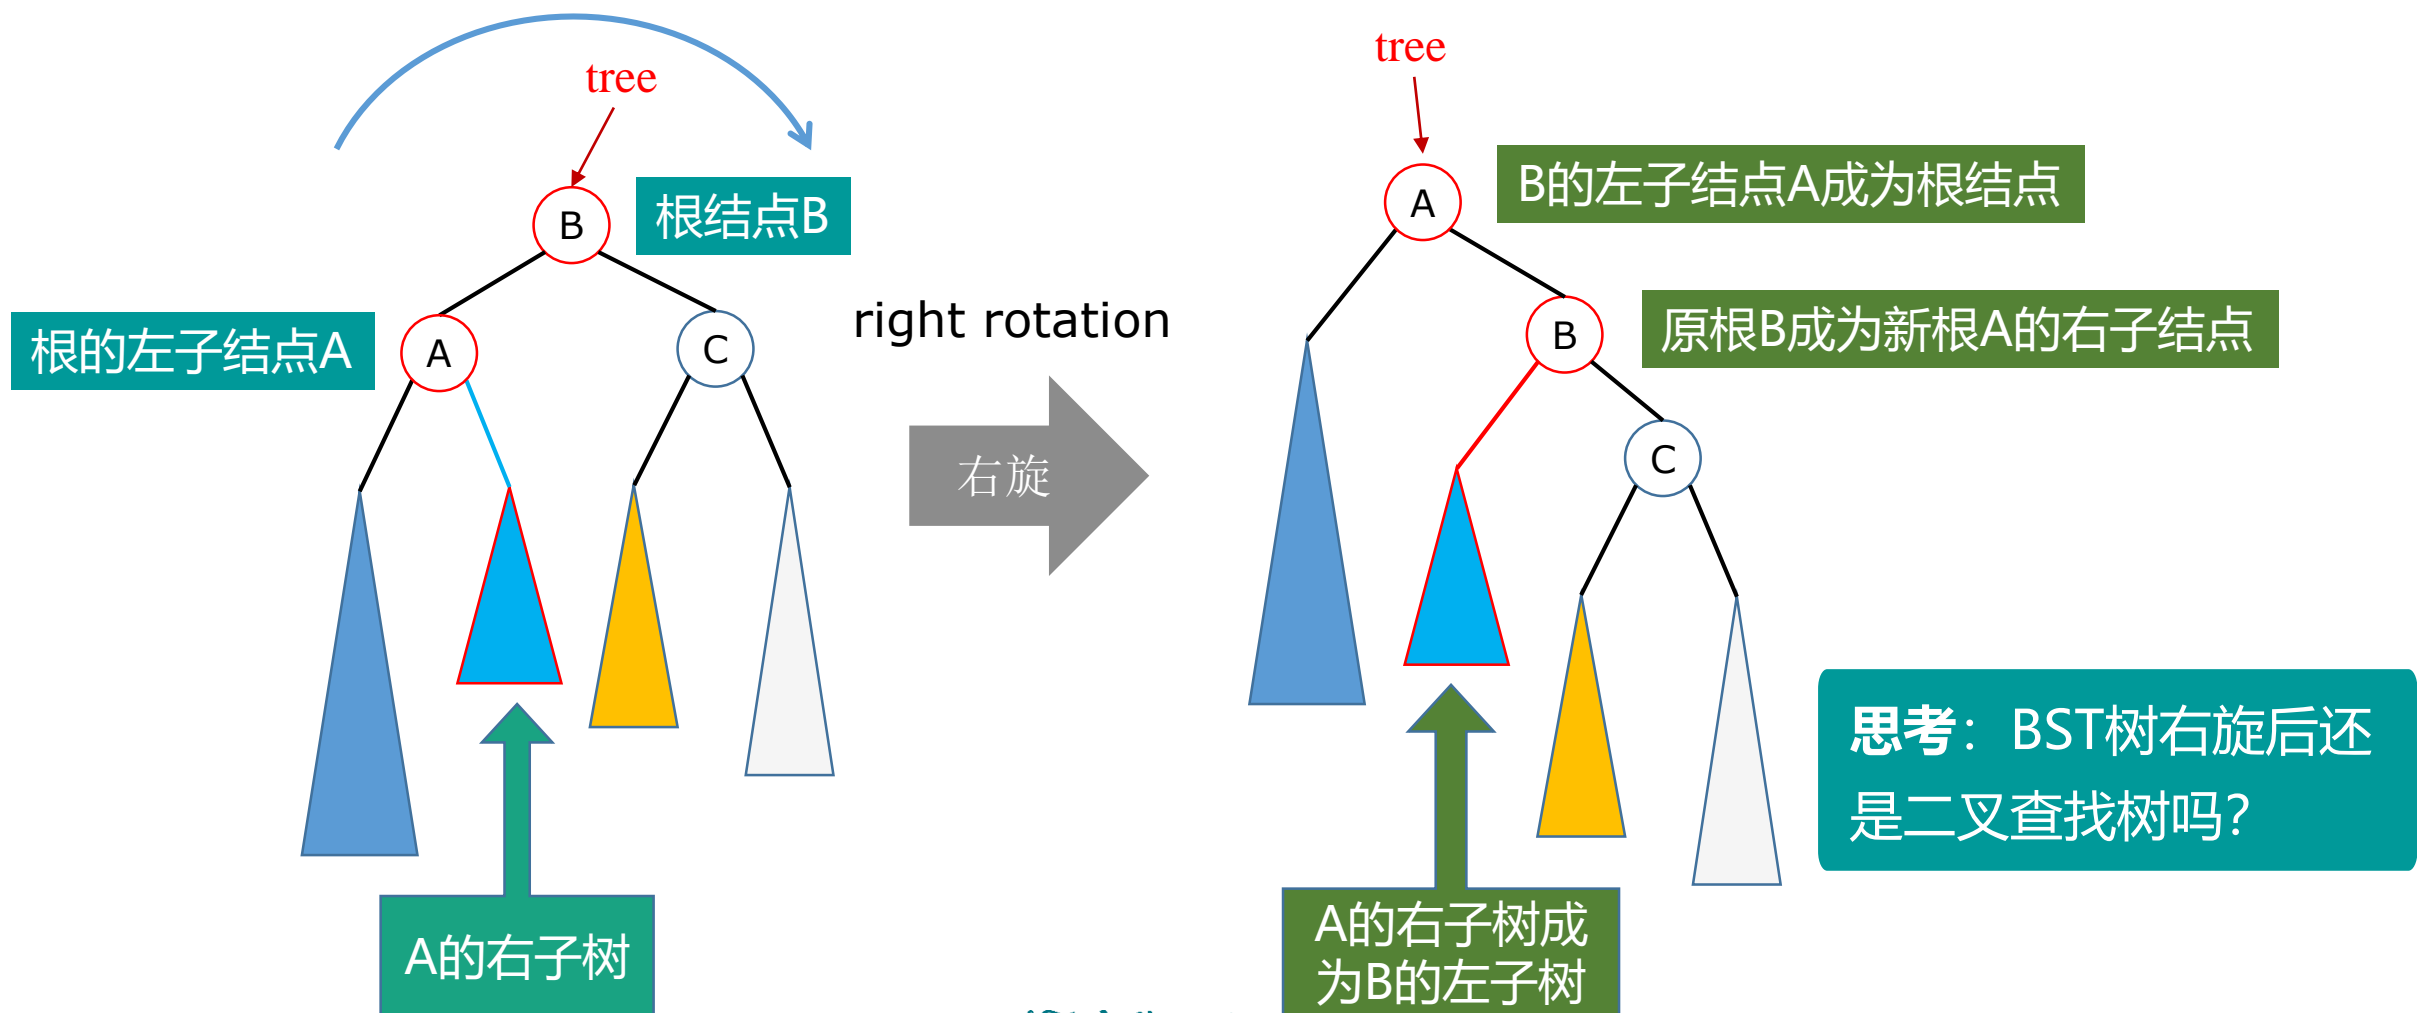 tree
B
根结点B
根的左子结点A
A
C
A的右子树
right rotation
右旋
tree
A
B的左子结点A成为根结点
B
原根B成为新根A的右子结点
C
A的右子树成
为B的左子树
思考：BST树右旋后还
是二叉查找树吗？